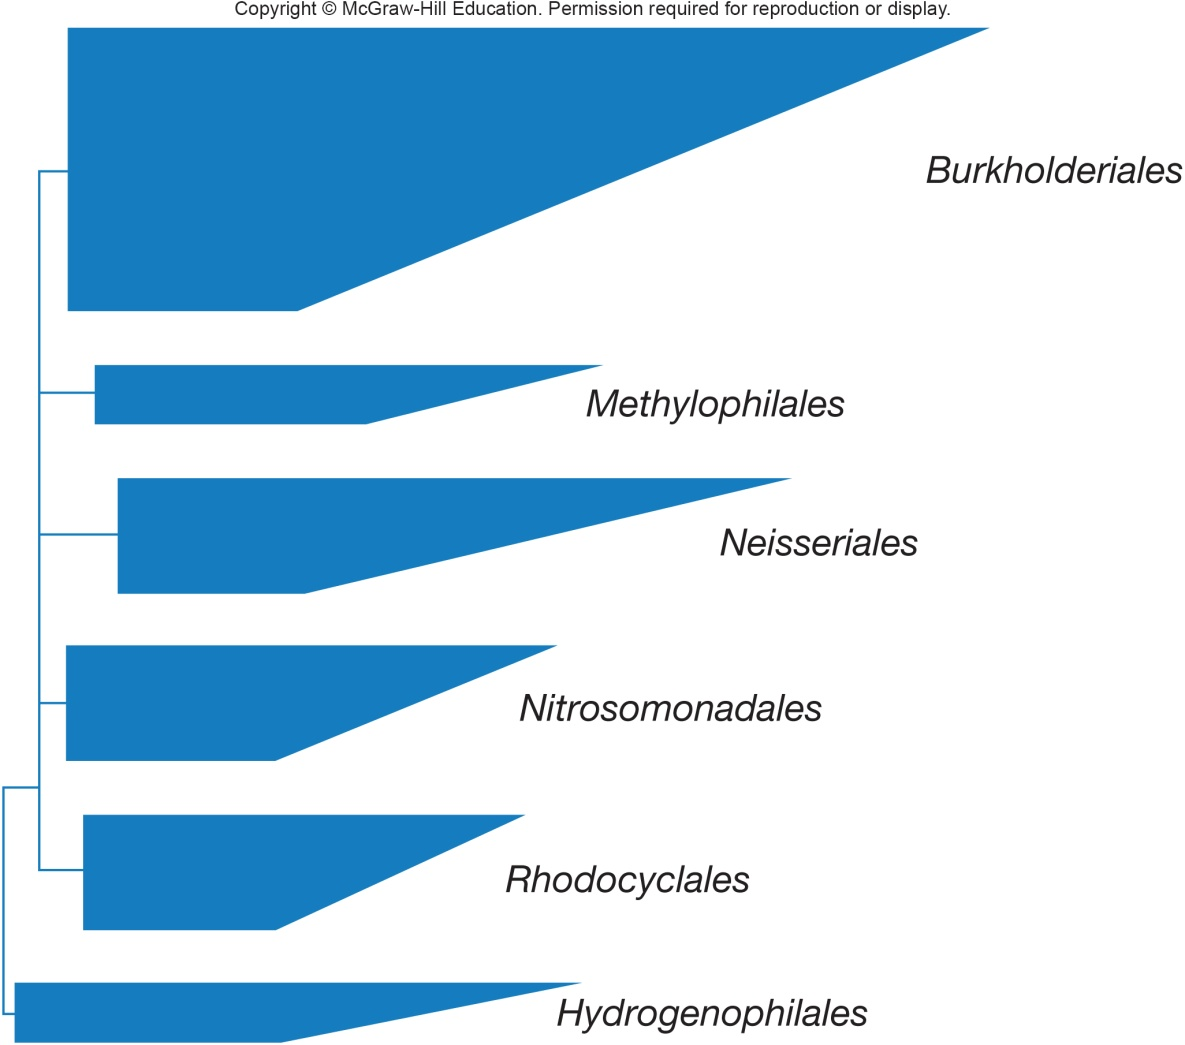 Copyright © McGraw-Hill Education. Permission required for reproduction or display.
Burkholderiales
Methylophilales
Neisseriales
Nitrosomonadales
Rhodocyclales
Hydrogenophilales